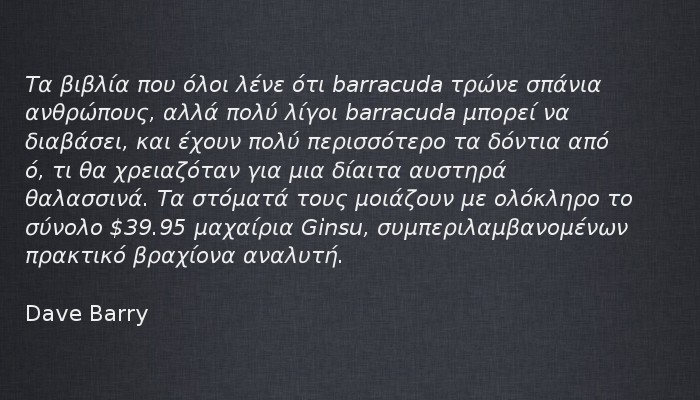 Τα βιβλία που όλοι λένε ότι barracuda τρώνε σπάνια
ανθρώπους, αλλά πολύ λίγοι barracuda μπορεί να
διαβάσει, και έχουν πολύ περισσότερο τα δόντια από
ό, τι θα χρειαζόταν για μια δίαιτα αυστηρά
θαλασσινά. Τα στόματά τους μοιάζουν με ολόκληρο το
σύνολο $39.95 μαχαίρια Ginsu, συμπεριλαμβανομένων
πρακτικό βραχίονα αναλυτή.
Dave Barry